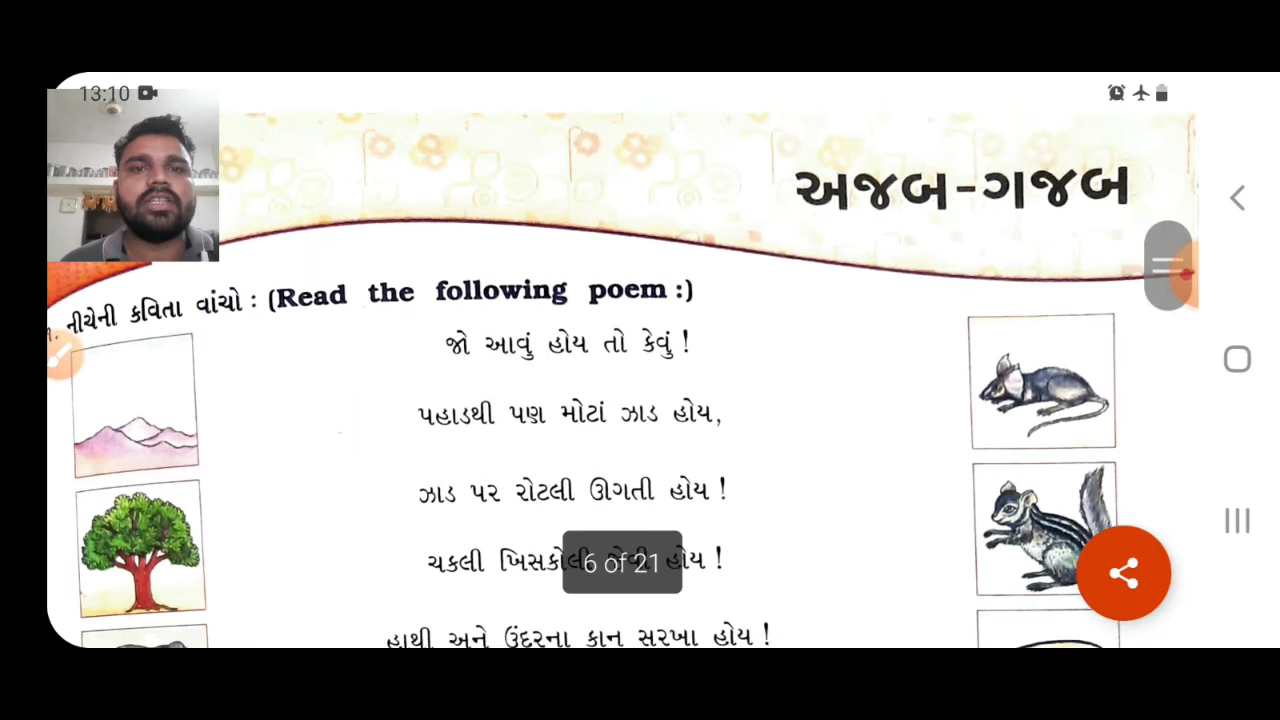 13:10
અજબ-ગજબ
૧. નીચેની કવિતા વાંચો : (Read the following poem :)
જો આવું હોય તો કેવું !
પહાડથી પણ મોટાં ઝાડ હોય,
ઝાડ પર રોટલી ઊગતી હોય !
ચકલી ખિસકોલી જેવી હોય !
6 of 21
હાથી અને ઉંદરના કાન સરખા હોય !